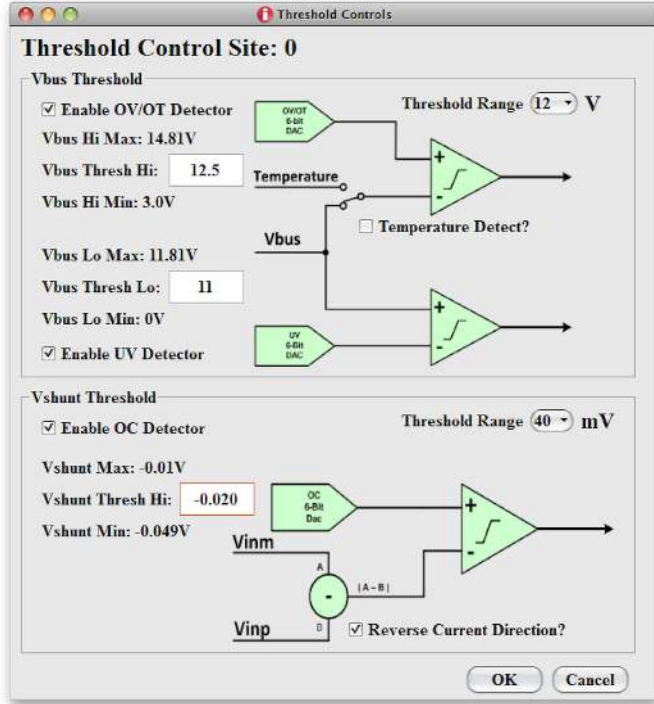 Threshold Controls
Threshold Control Site: 0
Vbus Threshold
Enable OV/OT Detector
Threshold Range 12 V
OV/OT
6-bit
DAC
Vbus Hi Max: 14.81V
Vbus Thresh Hi: 12.5
Vbus Hi Min: 3.0V
Temperature
+
-
Temperature Detect?
Vbus
Vbus Lo Max: 11.81V
Vbus Thresh Lo: 11
Vbus Lo Min: 0V
+
-
UV
6-Bit
DAC
Enable UV Detector
Vshunt Threshold
Enable OC Detector
Threshold Range 40 mV
Vshunt Max: -0.01V
Vshunt Thresh Hi: -0.020
Vshunt Min: -0.049V
OC
6-Bit
Dac
+
-
Vinm
A
-
|A-B|
B
Vinp
Reverse Current Direction?
OK Cancel